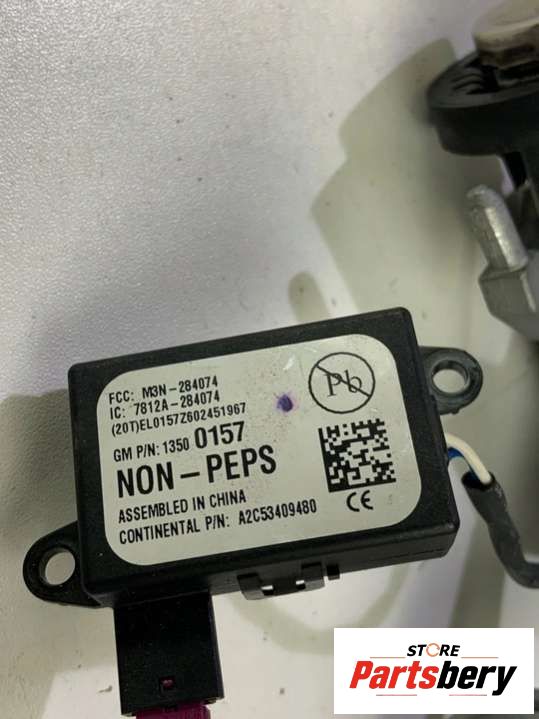 FCC: M3N-284074
IC: 7812A-284074
(20T)EL0157Z602451967
GM P/N: 1350 0157
NON-PEPS
ASSEMBLED IN CHINA
CONTINENTAL P/N: A2C53409480
Pb
CE
STORE
Partsbery